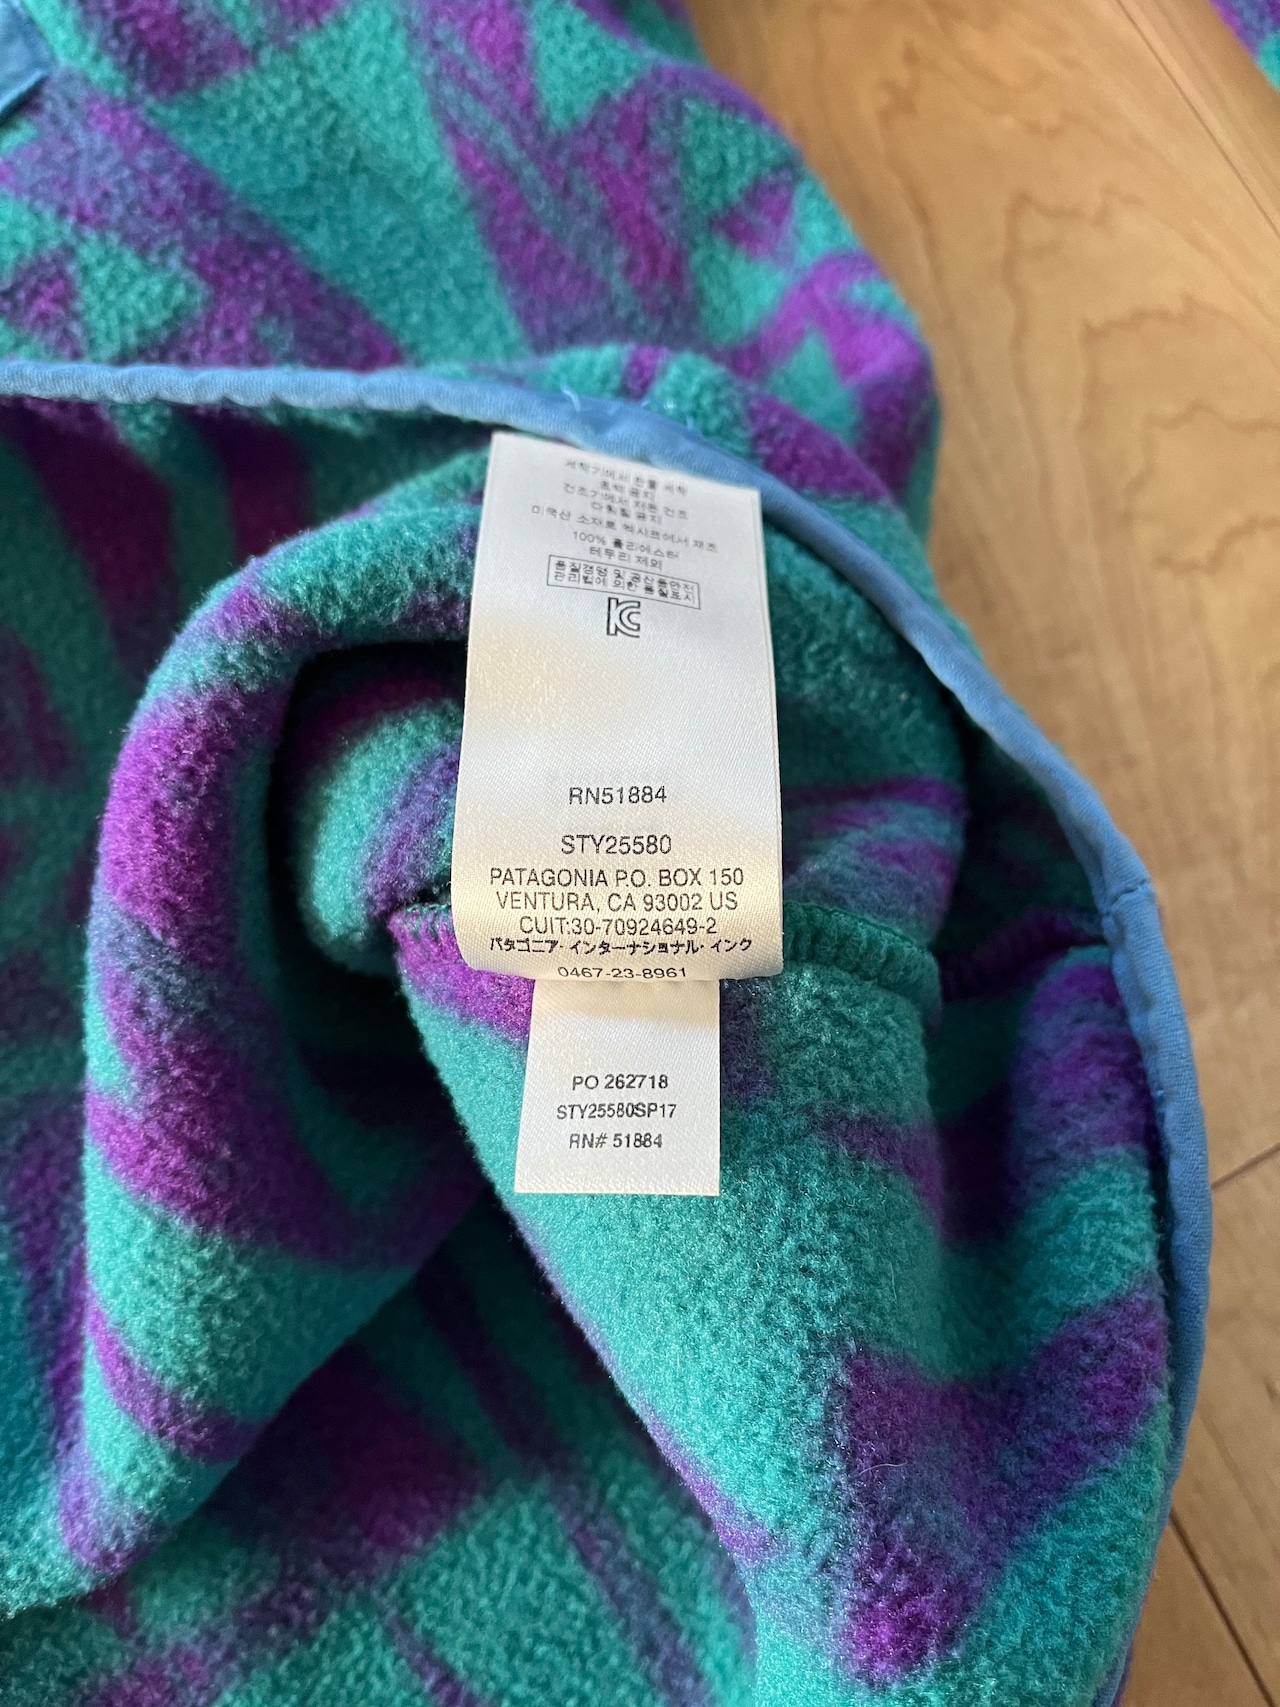 세탁기에서 찬물 세탁
표백 금지
건조기에서 저온 건조
다림질 금지
미국산 소재로 멕시코에서 제조
100% 폴리에스터
테두리 제외
품질경영 및 공산품안전
관리법에 의한 품질표시
RN51884
STY25580
PATAGONIA P.O. BOX 150
VENTURA, CA 93002 US
CUIT:30-70924649-2
パタゴニア・インターナショナル・インク
0467-23-8961
PO 262718
STY25580SP17
RN# 51884